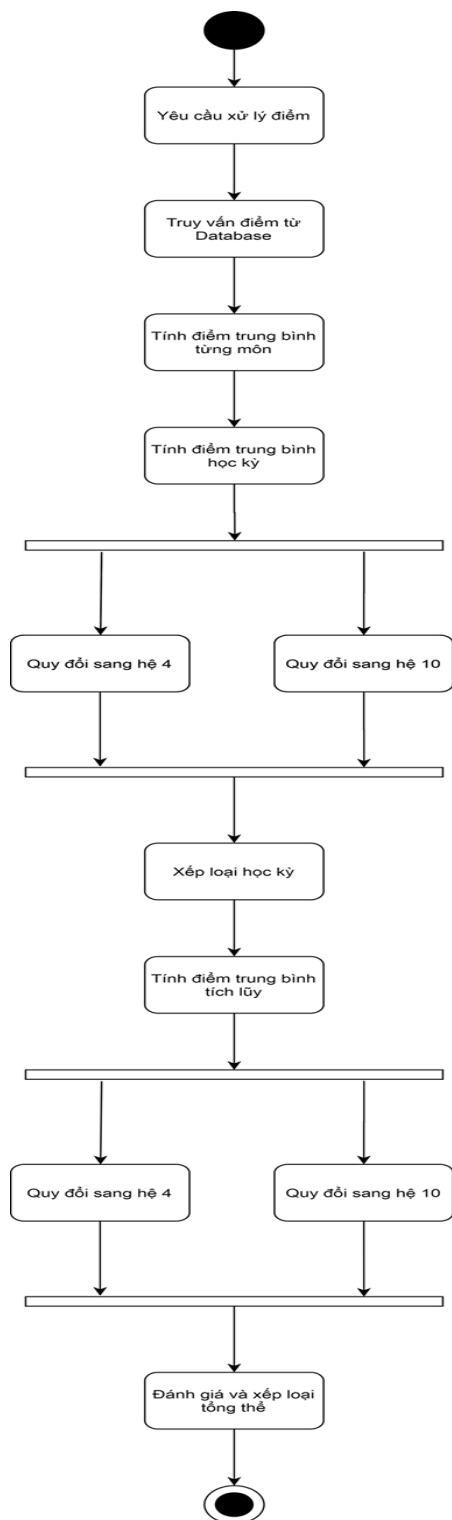 Yêu cầu xử lý điểm
Truy vấn điểm từ
Database
Tính điểm trung bình
từng môn
Tính điểm trung bình
học kỳ
Quy đổi sang hệ 4
Quy đổi sang hệ 10
Xếp loại học kỳ
Tính điểm trung bình
tích lũy
Quy đổi sang hệ 4
Quy đổi sang hệ 10
Đánh giá và xếp loại
tổng thể